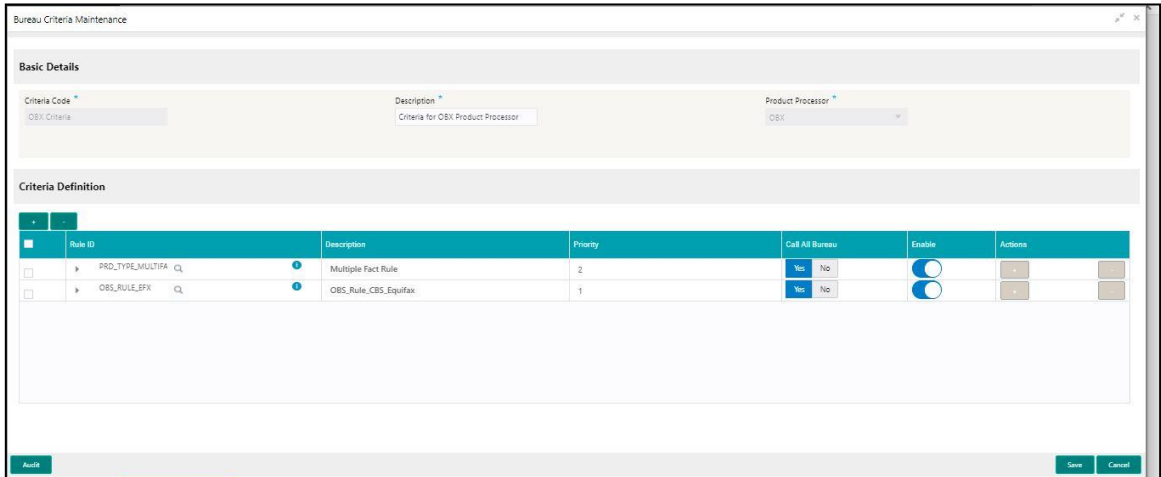 Bureau Criteria Maintenance
Basic Details
Criteria Code * Description * Product Processor *
OBX Criteria Criteria for OBX Product Processor OBX
Criteria Definition
+ -
Rule ID Description Priority Call All Bureau Enable Actions
PRD_TYPE_MULTIFA Multiple Fact Rule 2 Yes No + -
OBS_RULE_EFX OBS_Rule_CBS_Equifax 1 Yes No + -
Audit Save Cancel